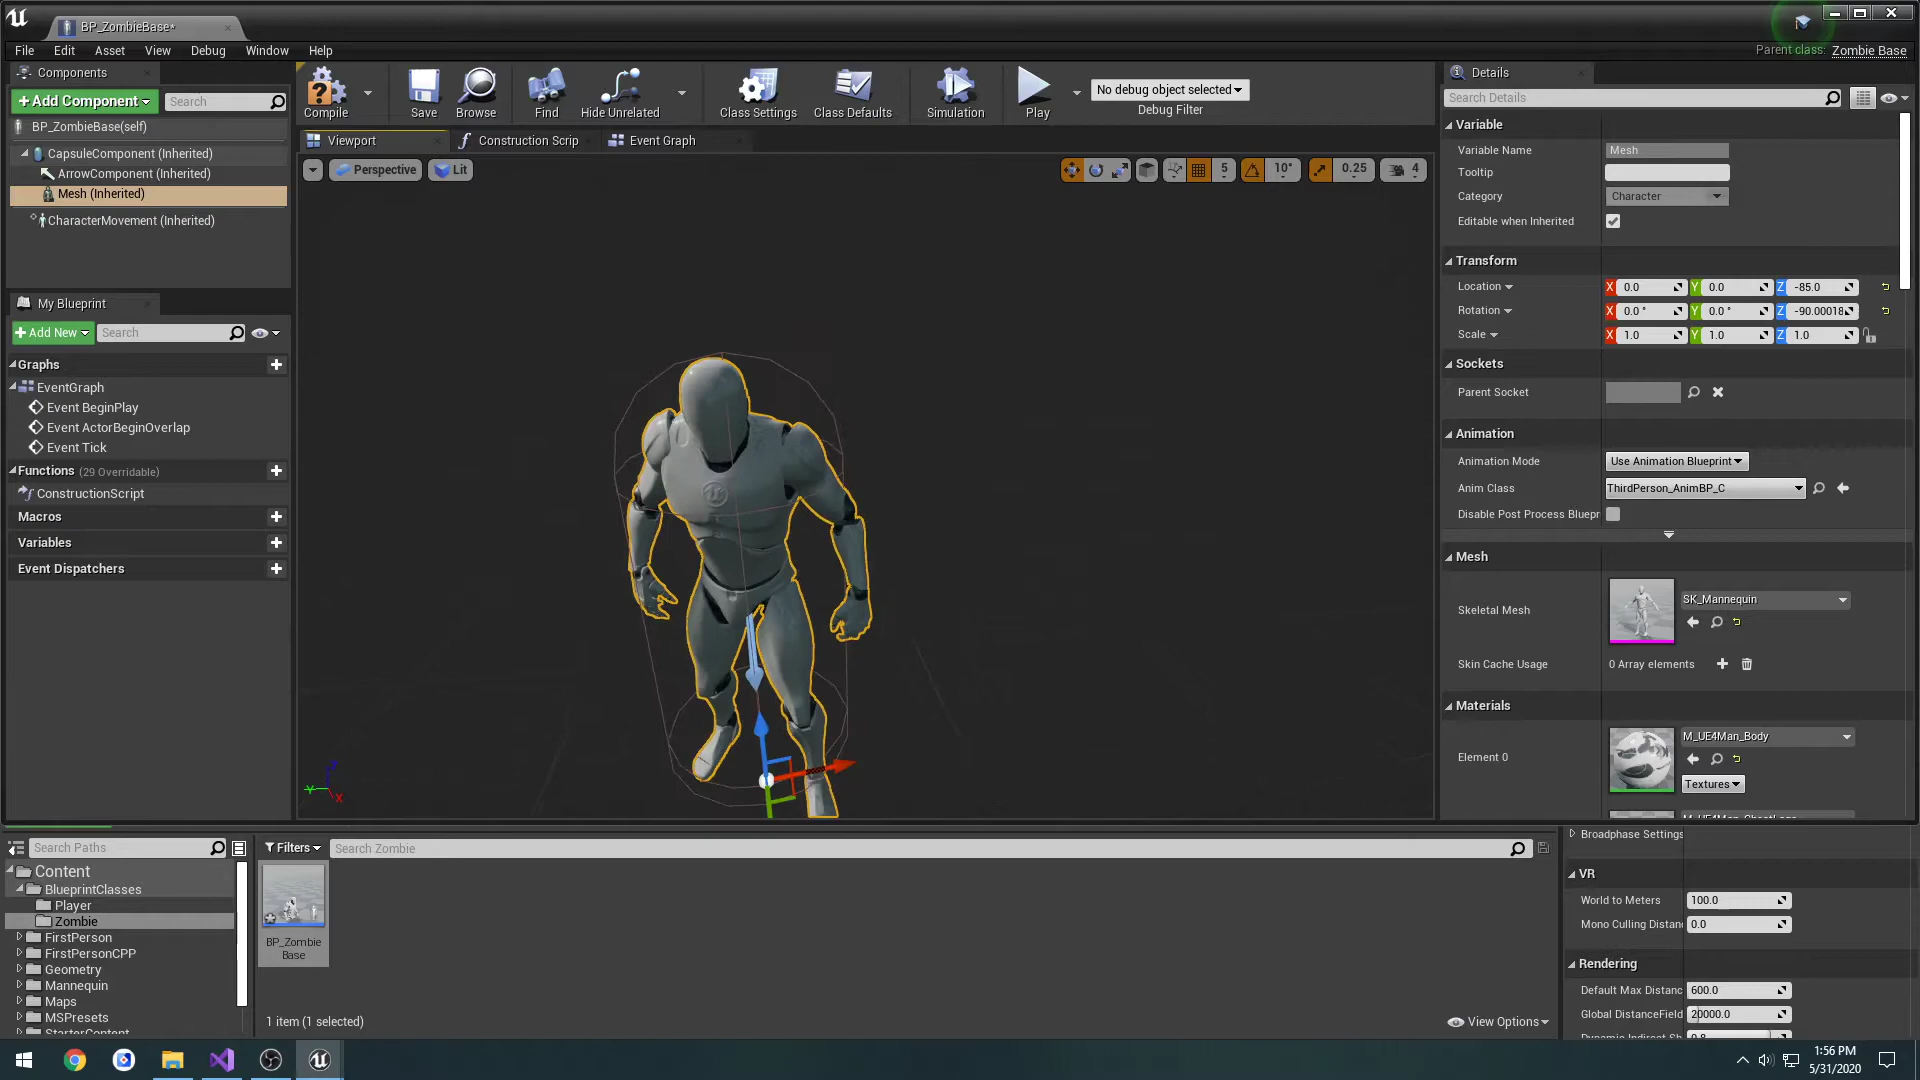 BP_ZombieBase*
File Edit Asset View Debug Window Help
Parent class: Zombie Base
Components
+Add Component
Search
BP_ZombieBase(self)
CapsuleComponent (Inherited)
ArrowComponent (Inherited)
Mesh (Inherited)
CharacterMovement (Inherited)
My Blueprint
+Add New
Search
Graphs
EventGraph
Event BeginPlay
Event ActorBeginOverlap
Event Tick
Functions (29 Overridable)
ConstructionScript
Macros
Variables
Event Dispatchers
Compile
Save
Browse
Find
Hide Unrelated
Class Settings
Class Defaults
Simulation
Play
No debug object selected
Debug Filter
Viewport
Construction Scrip
Event Graph
Perspective
Lit
5
10°
0.25
4
Details
Search Details
Variable
Variable Name Mesh
Tooltip
Category Character
Editable when Inherited
Transform
Location X 0.0 Y 0.0 Z -85.0
Rotation X 0.0 ° Y 0.0 ° Z -90.00018
Scale X 1.0 Y 1.0 Z 1.0
Sockets
Parent Socket
Animation
Animation Mode Use Animation Blueprint
Anim Class ThirdPerson_AnimBP_C
Disable Post Process Bluepr
Mesh
Skeletal Mesh SK_Mannequin
Skin Cache Usage 0 Array elements
Materials
Element 0 M_UE4Man_Body
Textures
Search Paths
Content
BlueprintClasses
Player
Zombie
FirstPerson
FirstPersonCPP
Geometry
Mannequin
Maps
MSPresets
StarterContent
Filters
Search Zombie
BP_Zombie
Base
1 item (1 selected)
View Options
Broadphase Settings
VR
World to Meters 100.0
Mono Culling Distan 0.0
Rendering
Default Max Distanc 600.0
Global DistanceField 20000.0
Dynamic Indirect Sh
1:56 PM
5/31/2020